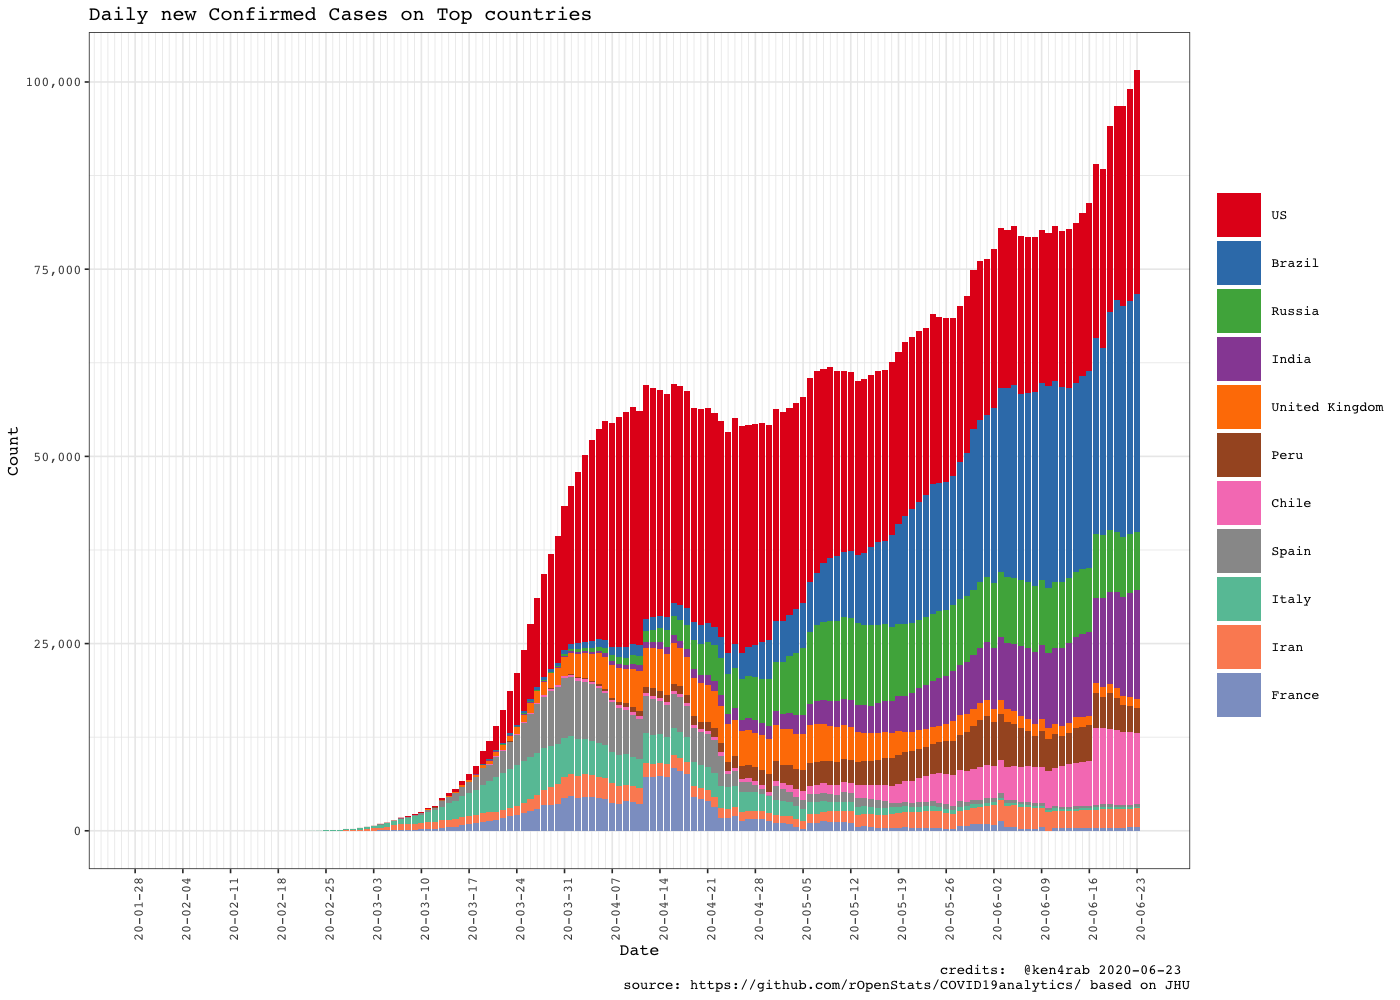 Daily new Confirmed Cases on Top countries
100,000
75,000
50,000
25,000
0
Count
20-01-28
20-02-04
20-02-11
20-02-18
20-02-25
20-03-03
20-03-10
20-03-17
20-03-24
20-03-31
20-04-07
20-04-14
20-04-21
20-04-28
20-05-05
20-05-12
20-05-19
20-05-26
20-06-02
20-06-09
20-06-16
20-06-23
Date
US
Brazil
Russia
India
United Kingdom
Peru
Chile
Spain
Italy
Iran
France
credits:  @ken4rab 2020-06-23
source: https://github.com/rOpenStats/COVID19analytics/ based on JHU